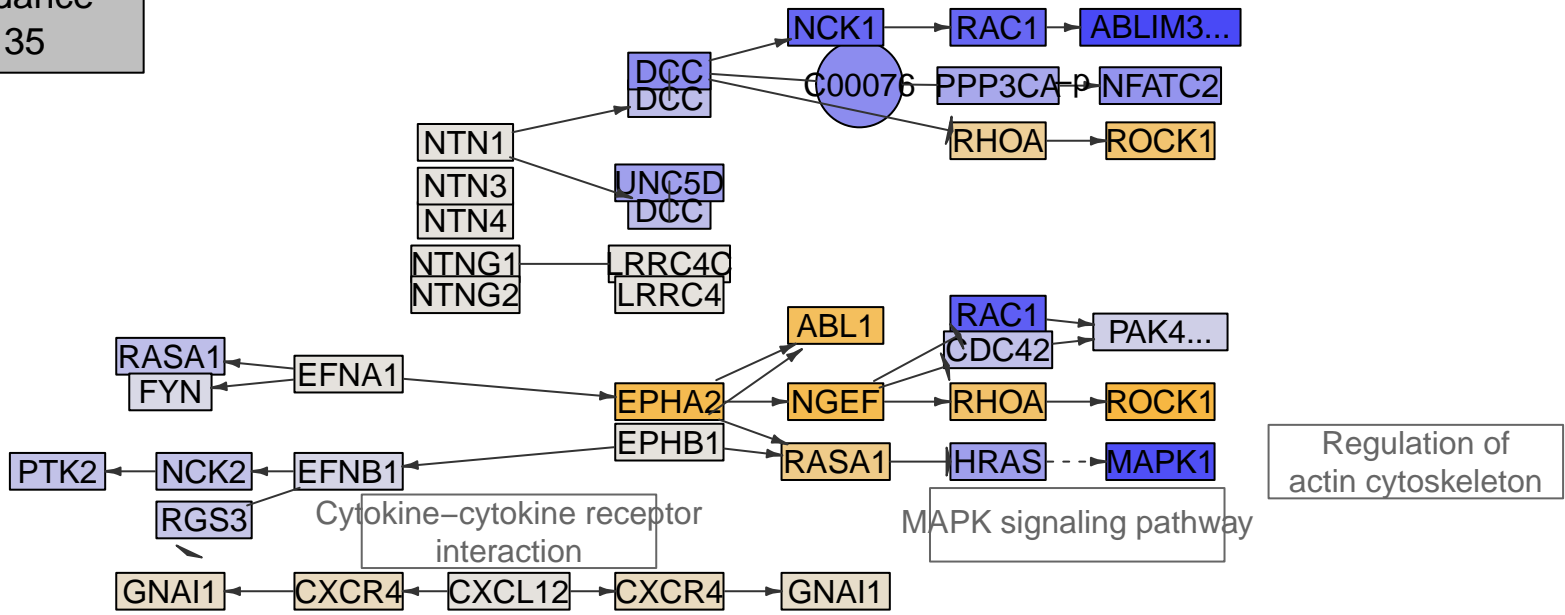 35
NCK1
RAC1
ABLIM3...
DCC
DCC
C00076
PPP3CA
–p
NFATC2
NTN1
RHOA
ROCK1
NTN3
NTN4
UNC5D
DCC
NTNG1
NTNG2
LRRC4C
LRRC4
ABL1
RAC1
CDC42
PAK4...
RASA1
FYN
EFNA1
EPHA2
EPHB1
NGEF
RHOA
ROCK1
PTK2
NCK2
EFNB1
RASA1
HRAS
MAPK1
Regulation of
actin cytoskeleton
RGS3
Cytokine–cytokine receptor
interaction
MAPK signaling pathway
GNAI1
CXCR4
CXCL12
CXCR4
GNAI1